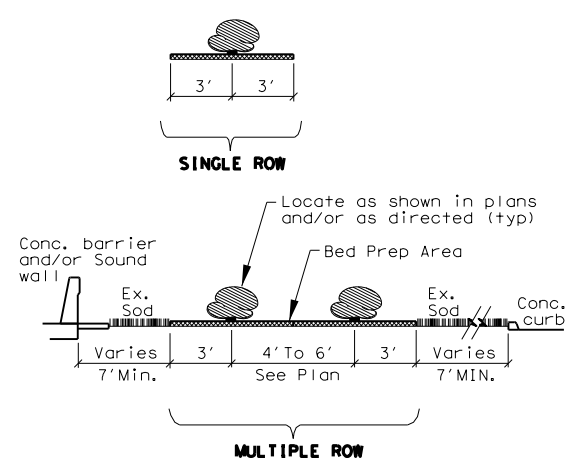 3' 3'
SINGLE ROW
Locate as shown in plans
and/or as directed (typ)
Conc. barrier
and/or Sound
wall
Bed Prep Area
Ex.
Sod
Ex.
Sod
Conc.
curb
Varies 3' 4'To 6' 3' Varies
7'Min. See Plan 7'MIN.
MULTIPLE ROW